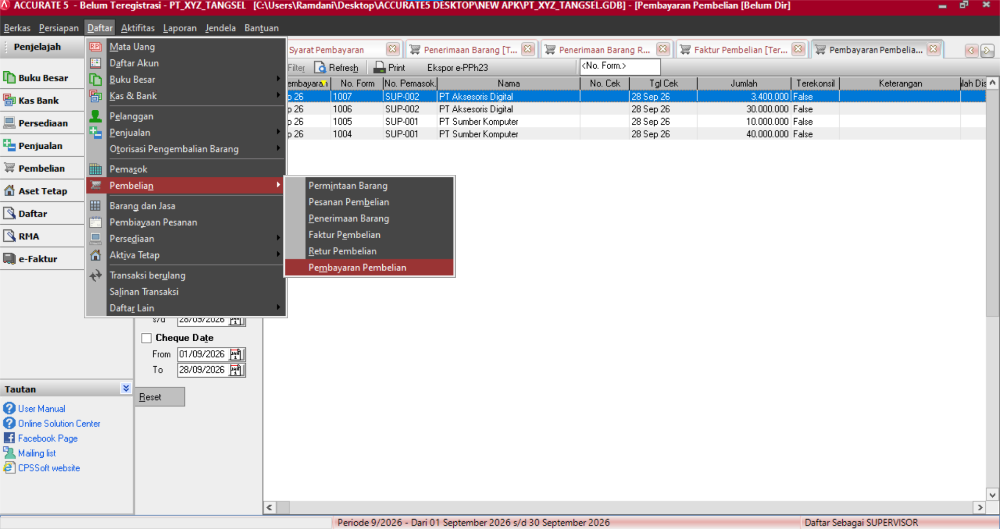 ACCURATE 5 - Belum Teregistrasi - PT_XYZ_TANGSEL [C:\Users\Ramdani\Desktop\ACCURATE5 DESKTOP\NEW APK\PT_XYZ_TANGSEL.GDB] - [Pembayaran Pembelian [Belum Dir]
Berkas Persiapan Daftar Aktifitas Laporan Jendela Bantuan
Penjelajah
Buku Besar
Kas Bank
Persediaan
Penjualan
Pembelian
Aset Tetap
Daftar
RMA
e-Faktur
Mata Uang
Daftar Akun
Buku Besar
Kas & Bank
Pelanggan
Penjualan
Otorisasi Pengembalian Barang
Pemasok
Pembelian
Barang dan Jasa
Pembiayaan Pesanan
Persediaan
Aktiva Tetap
Transaksi berulang
Salinan Transaksi
Daftar Lain
Permintaan Barang
Pesanan Pembelian
Penerimaan Barang
Faktur Pembelian
Retur Pembelian
Pembayaran Pembelian
Syarat Pembayaran Penerimaan Barang [T... Penerimaan Barang R... Faktur Pembelian [Ter... Pembayaran Pembelia...
Filter Refresh Print Ekspor e-PPh23 <No. Form.>
embayaran No. Form No. Pemasok. Nama No. Cek Tgl Cek Jumlah Terekonsil Keterangan lah Dis
p 26 1007 SUP-002 PT Aksesoris Digital 28 Sep 26 3.400.000 False
p 26 1006 SUP-002 PT Aksesoris Digital 28 Sep 26 30.000.000 False
p 26 1005 SUP-001 PT Sumber Komputer 28 Sep 26 10.000.000 False
p 26 1004 SUP-001 PT Sumber Komputer 28 Sep 26 40.000.000 False
s/d 28/09/2026
Cheque Date
From 01/09/2026
To 28/09/2026
Reset
Tautan
User Manual
Online Solution Center
Facebook Page
Mailing list
CPSSoft website
Periode 9/2026 - Dari 01 September 2026 s/d 30 September 2026
Daftar Sebagai SUPERVISOR